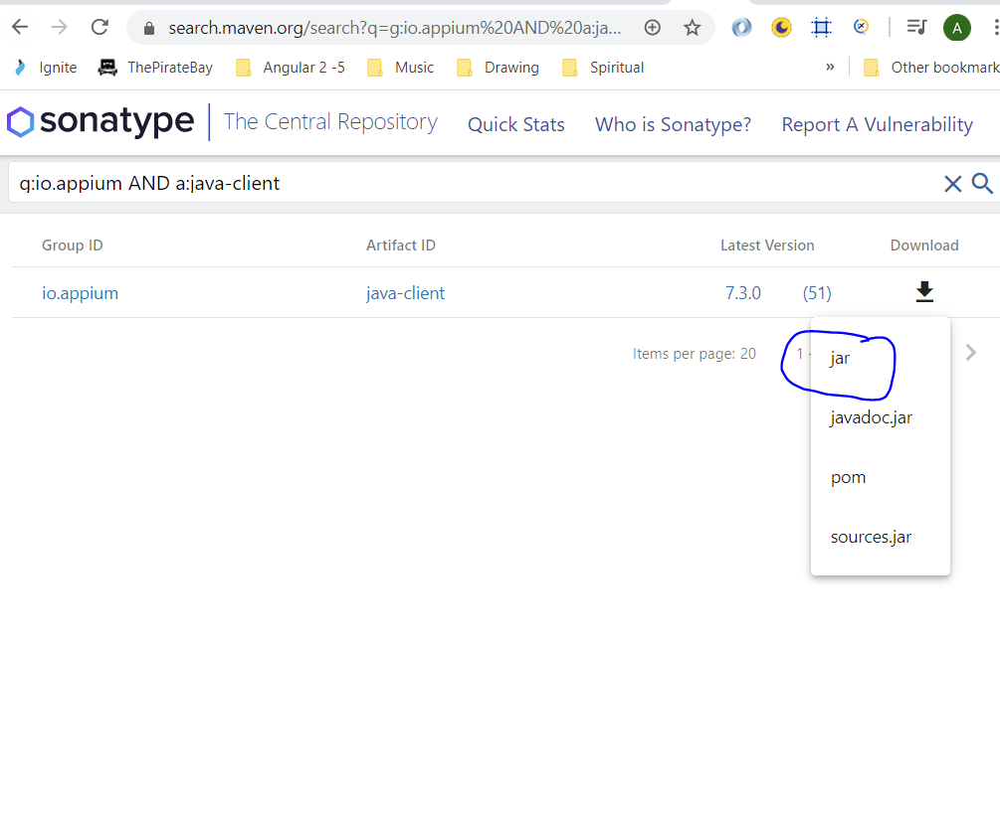 search.maven.org/search?q=g:io.appium%20AND%20a:ja... A
Ignite ThePirateBay Angular 2 -5 Music Drawing Spiritual » Other bookmark
sonatype The Central Repository Quick Stats Who is Sonatype? Report A Vulnerability
g:io.appium AND a:java-client
Group ID Artifact ID Latest Version Download
io.appium java-client 7.3.0 (51)
Items per page: 20 1 -
jar
javadoc.jar
pom
sources.jar